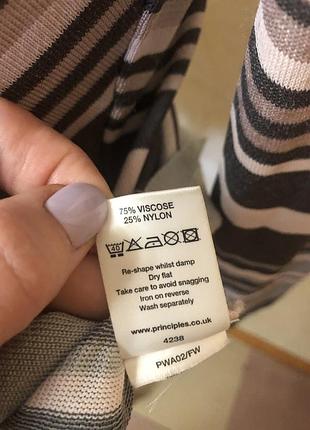 75% VISCOSE
25% NYLON
40
Re-shape whilst damp
Dry flat
Take care to avoid snagging
Iron on reverse
Wash separately
www.principles.co.uk
4238
PWA02/FW